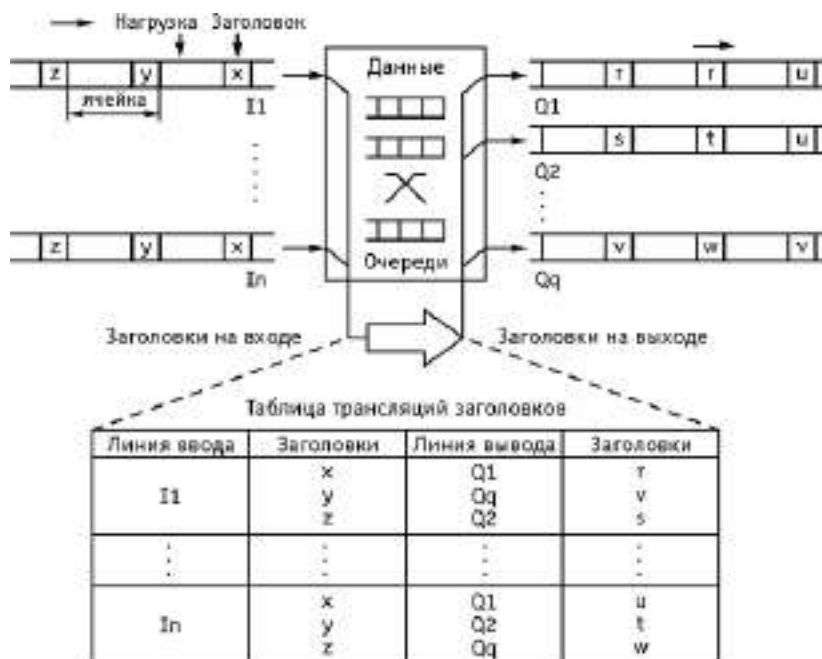 Нагрузка Заголовок
z y x
ячейка
I1
z y x
In
Данные
Очереди
r r u
Q1
s t u
Q2
v w v
Qq
Заголовки на входе
Заголовки на выходе
Таблица трансляций заголовков
Линия ввода Заголовки Линия вывода Заголовки
I1
x Q1 r
y Qq v
z Q2 s
In
x Q1 u
y Q2 t
z Qq w